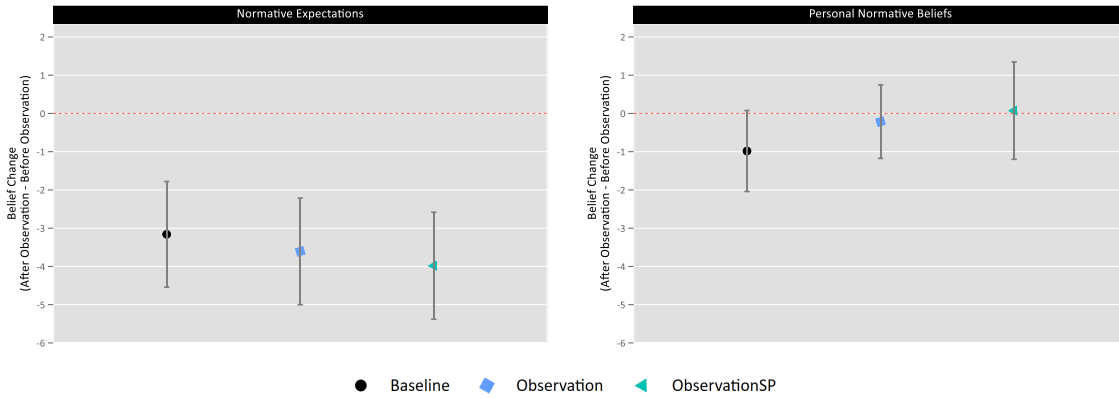 Normative Expectations
Belief Change
(After Observation - Before Observation)
2
1
0
-1
-2
-3
-4
-5
-6
Personal Normative Beliefs
Belief Change
(After Observation - Before Observation)
2
1
0
-1
-2
-3
-4
-5
-6
Baseline Observation ObservationSP